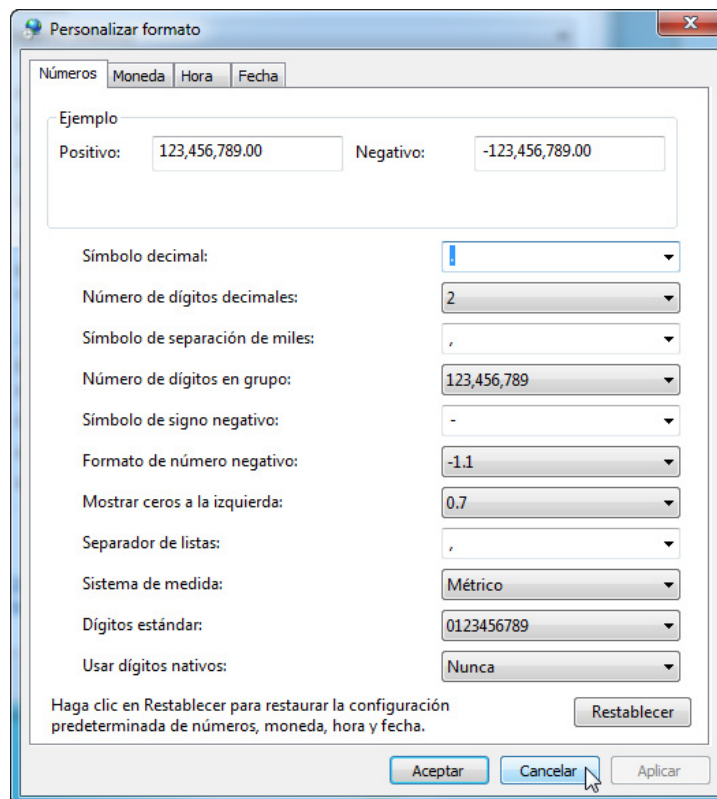 Personalizar formato
Números Moneda Hora Fecha
Ejemplo
Positivo: 123,456,789.00 Negativo: -123,456,789.00
Símbolo decimal: .
Número de dígitos decimales: 2
Símbolo de separación de miles: ,
Número de dígitos en grupo: 123,456,789
Símbolo de signo negativo: -
Formato de número negativo: -1.1
Mostrar ceros a la izquierda: 0.7
Separador de listas: ,
Sistema de medida: Métrico
Dígitos estándar: 0123456789
Usar dígitos nativos: Nunca
Haga clic en Restablecer para restaurar la configuración
predeterminada de números, moneda, hora y fecha.
Restablecer
Aceptar Cancelar Aplicar